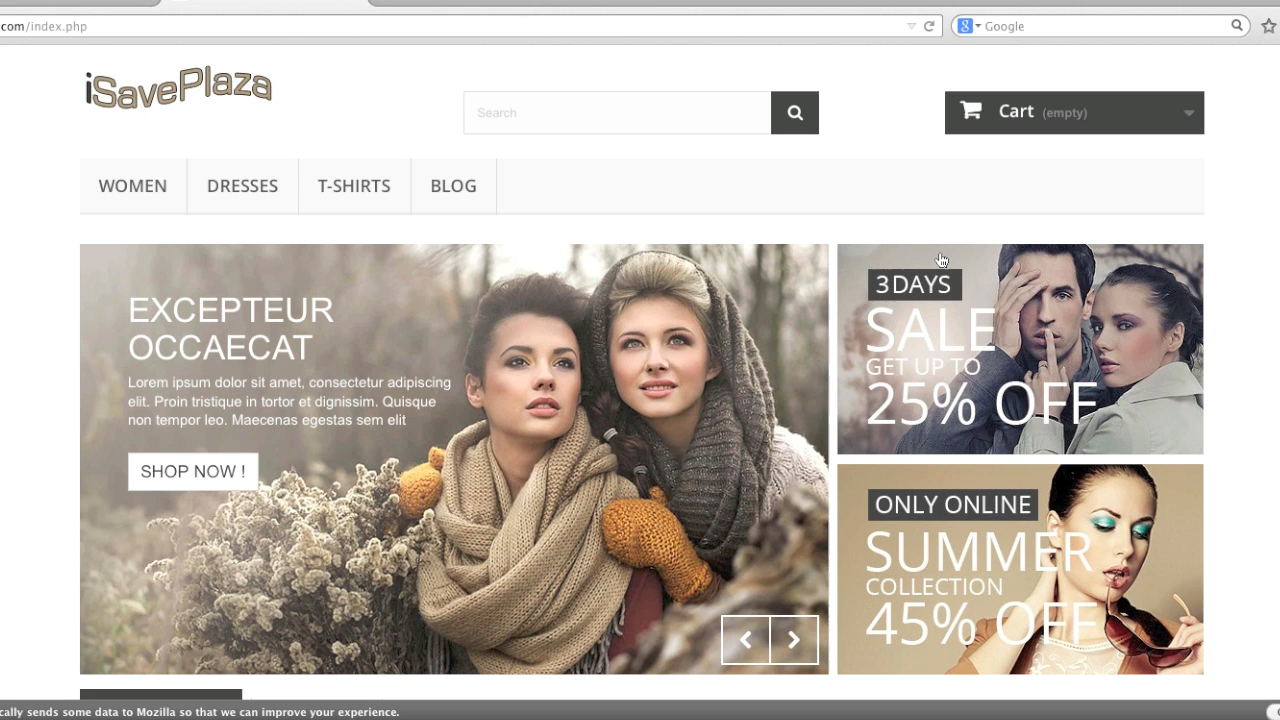 com/index.php
Google
iSavePlaza
Search
Cart (empty)
WOMEN DRESSES T-SHIRTS BLOG
EXCEPTEUR
OCCAECAT
Lorem ipsum dolor sit amet, consectetur adipiscing
elit. Proin tristique in tortor et dignissim. Quisque
non tempor leo. Maecenas egestas sem elit
SHOP NOW !
3 DAYS
SALE
GET UP TO
25% OFF
ONLY ONLINE
SUMMER
COLLECTION
45% OFF
cally sends some data to Mozilla so that we can improve your experience.